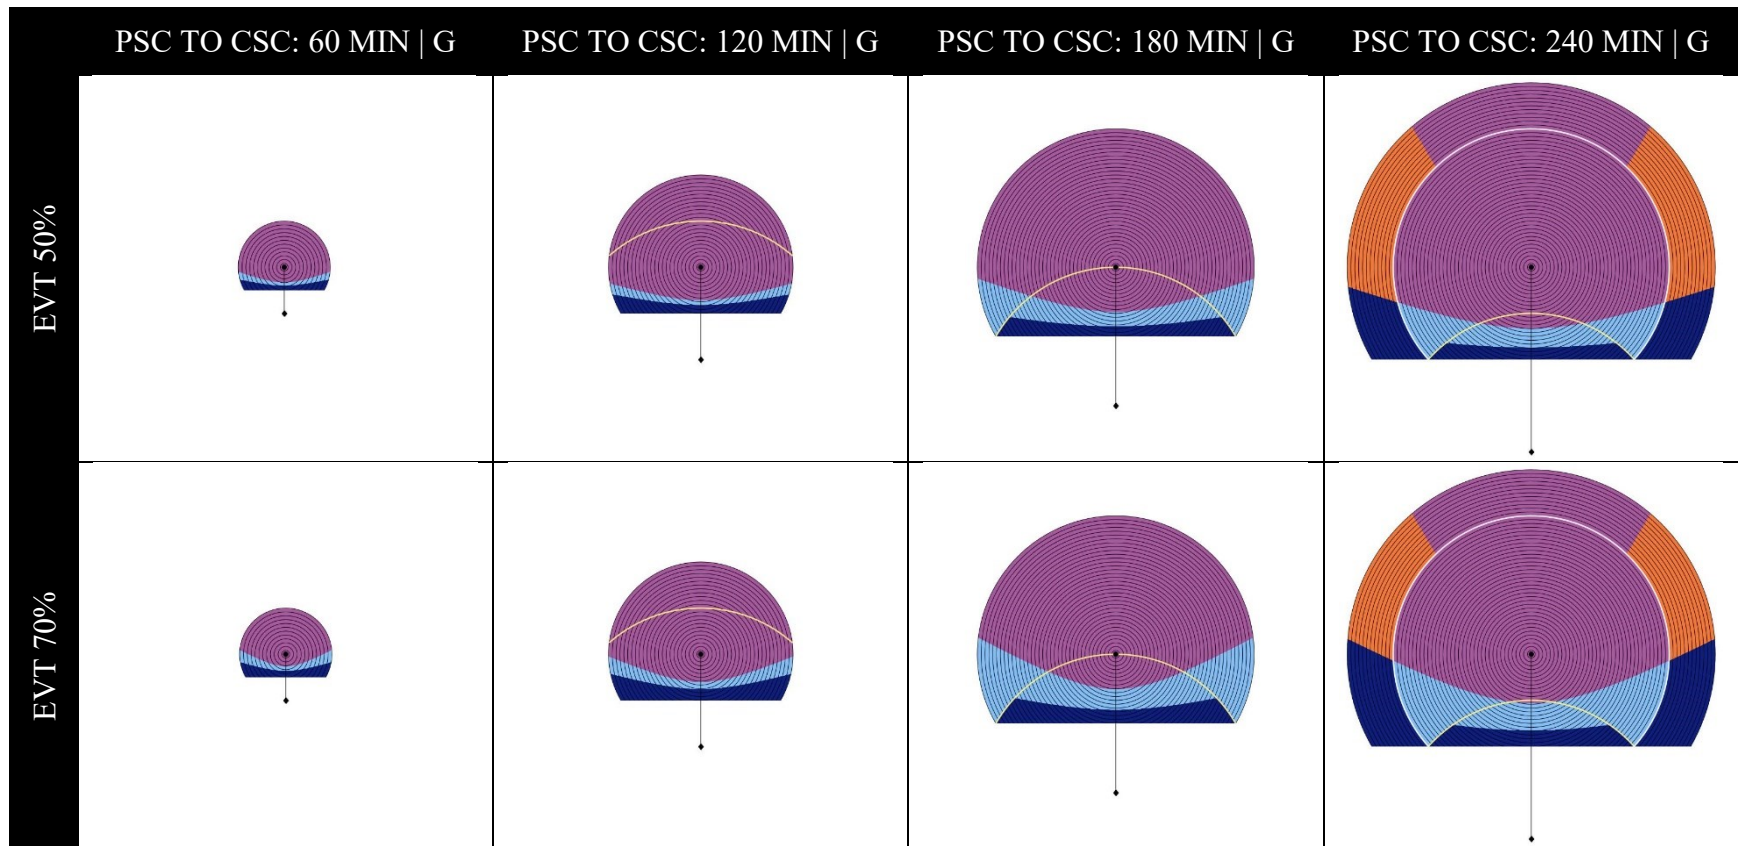 PSC TO CSC: 60 MIN | G
PSC TO CSC: 120 MIN | G
PSC TO CSC: 180 MIN | G
PSC TO CSC: 240 MIN | G
EVT 50%
EVT 70%